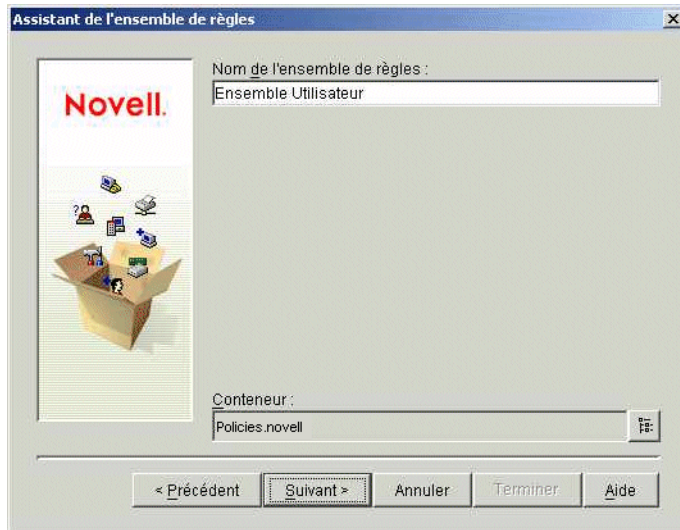 Assistant de l'ensemble de règles
Novell.
Nom de l'ensemble de règles :
Ensemble Utilisateur
Conteneur :
Policies.novell
< Précédent
Suivant >
Annuler
Terminer
Aide